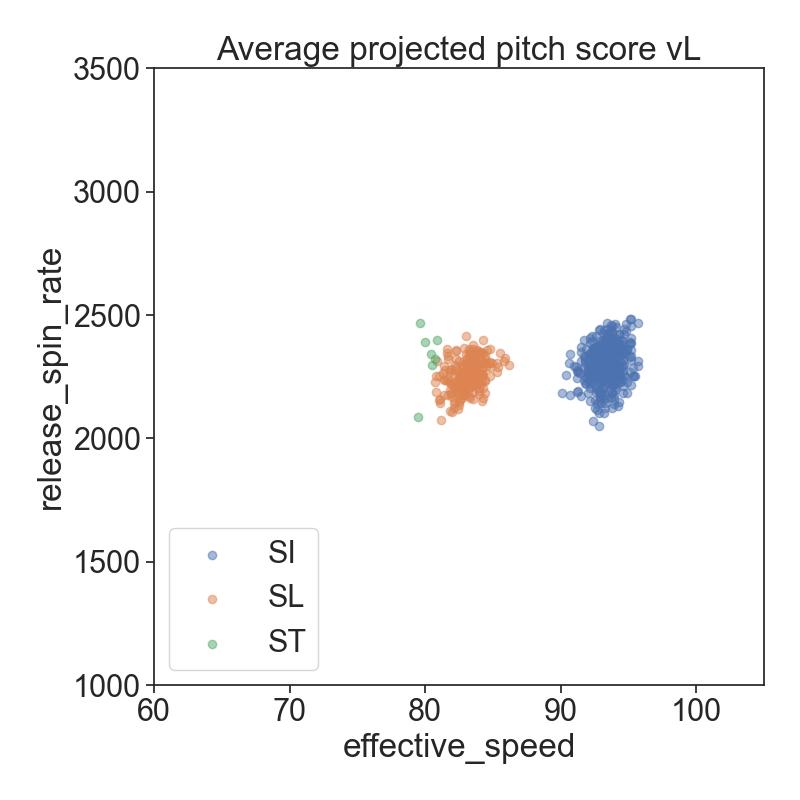 Average projected pitch score vL
3500
3000
2500
2000
1500
1000
release_spin_rate
SI
SL
ST
60 70 80 90 100
effective_speed